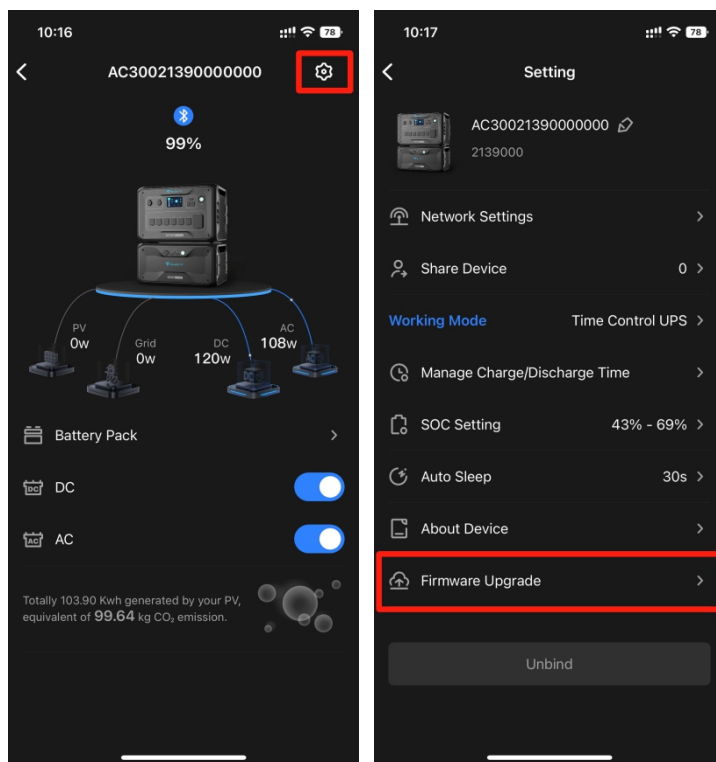 10:16
78
AC30021390000000
99%
PV
0w
Grid
0w
DC
120w
AC
108w
Battery Pack
DC
DC
AC
AC
Totally 103.90 Kwh generated by your PV,
equivalent of 99.64 kg CO₂ emission.
10:17
78
Setting
AC30021390000000
2139000
Network Settings
Share Device 0
Working Mode Time Control UPS
Manage Charge/Discharge Time
SOC Setting 43% - 69%
Auto Sleep 30s
About Device
Firmware Upgrade
Unbind